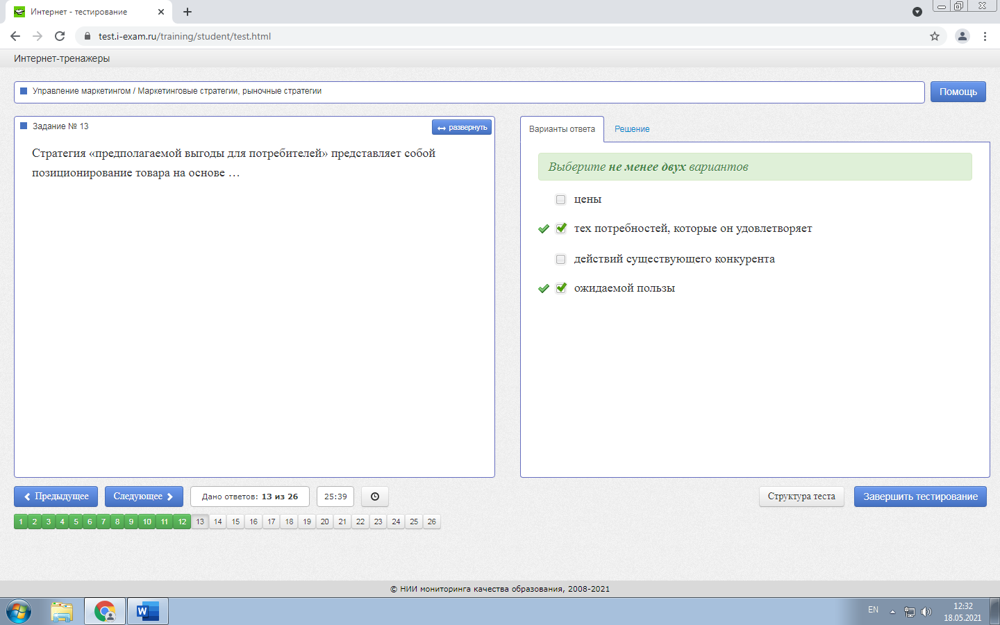 Интернет - тестирование
test.i-exam.ru/training/student/test.html
Интернет-тренажеры
Управление маркетингом / Маркетинговые стратегии, рыночные стратегии
Помощь
Задание № 13
развернуть
Стратегия «предполагаемой выгоды для потребителей» представляет собой
позиционирование товара на основе …
Варианты ответа
Решение
Выберите не менее двух вариантов
цены
тех потребностей, которые он удовлетворяет
действий существующего конкурента
ожидаемой пользы
Предыдущее
Следующее
Дано ответов: 13 из 26
25:39
Структура теста
Завершить тестирование
1 2 3 4 5 6 7 8 9 10 11 12 13 14 15 16 17 18 19 20 21 22 23 24 25 26
© НИИ мониторинга качества образования, 2008-2021
EN
12:32
18.05.2021